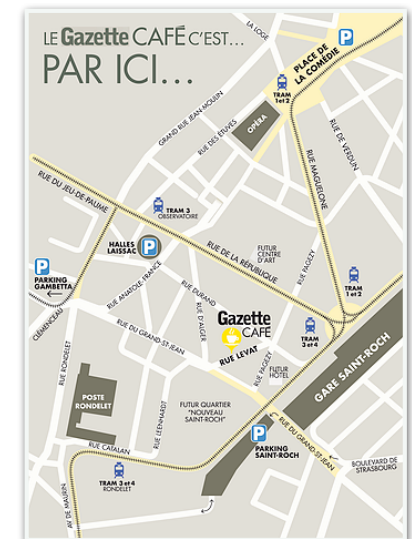 LE Gazette CAFÉ C'EST...
PAR ICI...
LA LOGE
PLACE DE
LA COMÉDIE
P
TRAM
1 et 2
OPÉRA
GRAND RUE JEAN-MOULIN
RUE DES ÉTUVES
RUE DE VERDUN
RUE MAGUELONE
RUE DU JEU-DE-PAUME
TRAM 3
OBSERVATOIRE
HALLES
LAISSAC
P
RUE DE LA RÉPUBLIQUE
FUTUR
CENTRE
D'ART
RUE PAGEZY
P
PARKING
GAMBETTA
CLEMENCEAU
RUE ANATOLE-FRANCE
RUE DURAND
RUE D'ALGER
TRAM
1 et 2
Gazette
CAFÉ
RUE LEVAT
TRAM
3 et 4
RUE DU GRAND-ST-JEAN
RUE PAGEZY
FUTUR
HÔTEL
GARE SAINT-ROCH
RUE RONDELET
POSTE
RONDELET
RUE LEENHARDT
FUTUR QUARTIER
"NOUVEAU
SAINT-ROCH"
RUE DU GRAND-ST-JEAN
P
PARKING
SAINT-ROCH
RUE CATALAN
BOULEVARD DE
STRASBOURG
TRAM 3 et 4
RONDELET
AV DE MAURIN